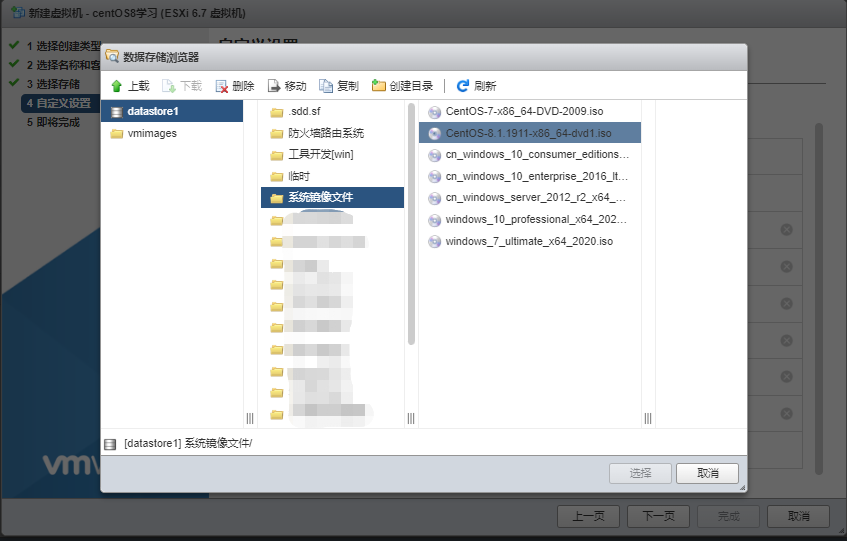 新建虚拟机 - centOS8学习 (ESXi 6.7 虚拟机)
1 选择创建类型
2 选择名称和客
3 选择存储
4 自定义设置
5 即将完成
自定义设置
数据存储浏览器
上载 下载 删除 移动 复制 创建目录 刷新
datastore1
vmimages
.sdd.sf
防火墙路由系统
工具开发[win]
临时
系统镜像文件
CentOS-7-x86_64-DVD-2009.iso
CentOS-8.1.1911-x86_64-dvd1.iso
cn_windows_10_consumer_editions...
cn_windows_10_enterprise_2016_lt...
cn_windows_server_2012_r2_x64_...
windows_10_professional_x64_202...
windows_7_ultimate_x64_2020.iso
[datastore1] 系统镜像文件/
选择 取消
vmw
上一页 下一页 完成 取消